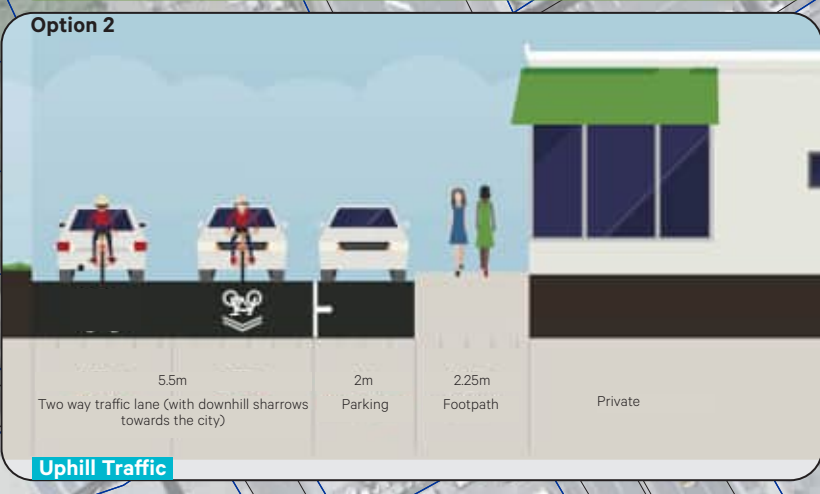 Option 2
5.5m
Two way traffic lane (with downhill sharrows
towards the city)
2m
Parking
2.25m
Footpath
Private
Uphill Traffic